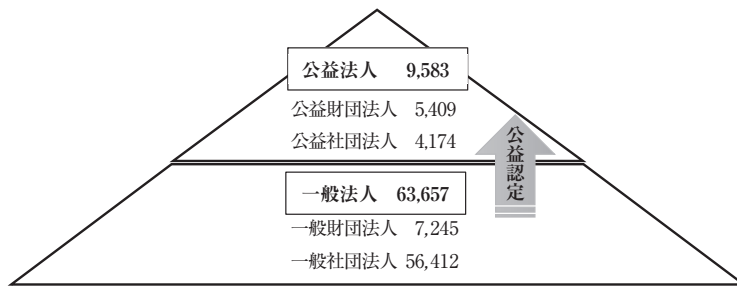 公益法人 9,583
公益財団法人 5,409
公益社団法人 4,174
公益認定
一般法人 63,657
一般財団法人 7,245
一般社団法人 56,412